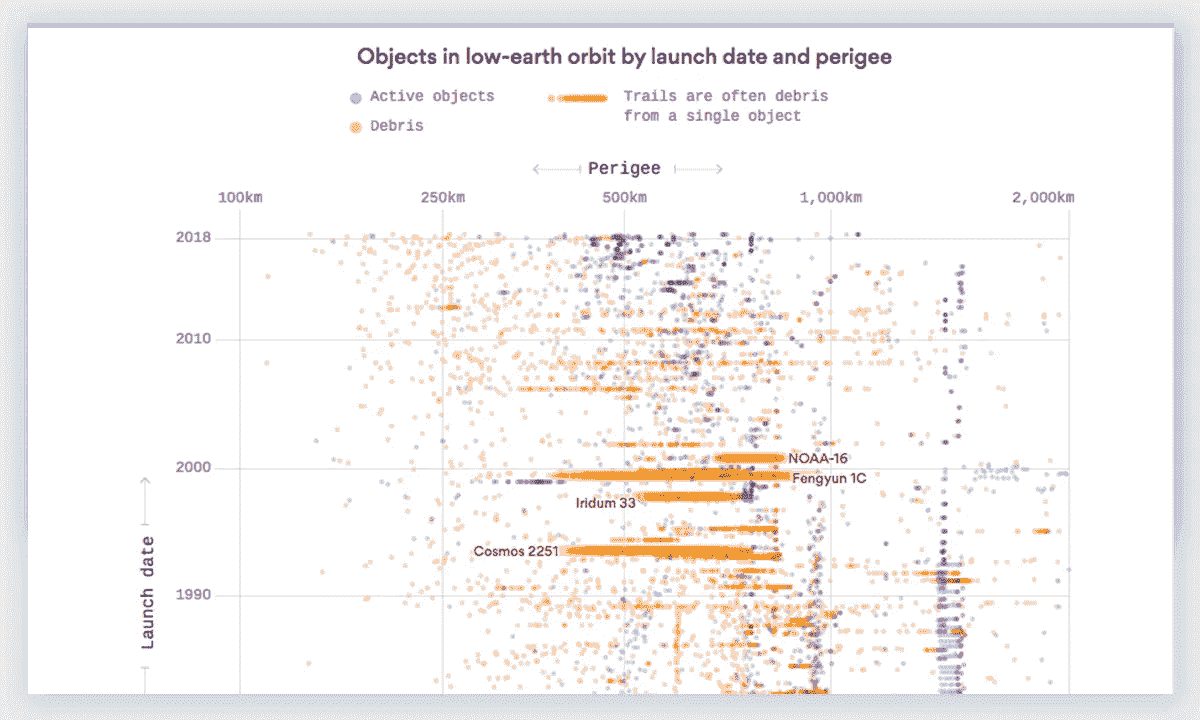 Objects in low-earth orbit by launch date and perigee
Active objects
Debris
Trails are often debris
from a single object
Perigee
100km 250km 500km 1,000km 2,000km
2018
2010
2000
1990
NOAA-16
Fengyun 1C
Iridum 33
Cosmos 2251
Launch date